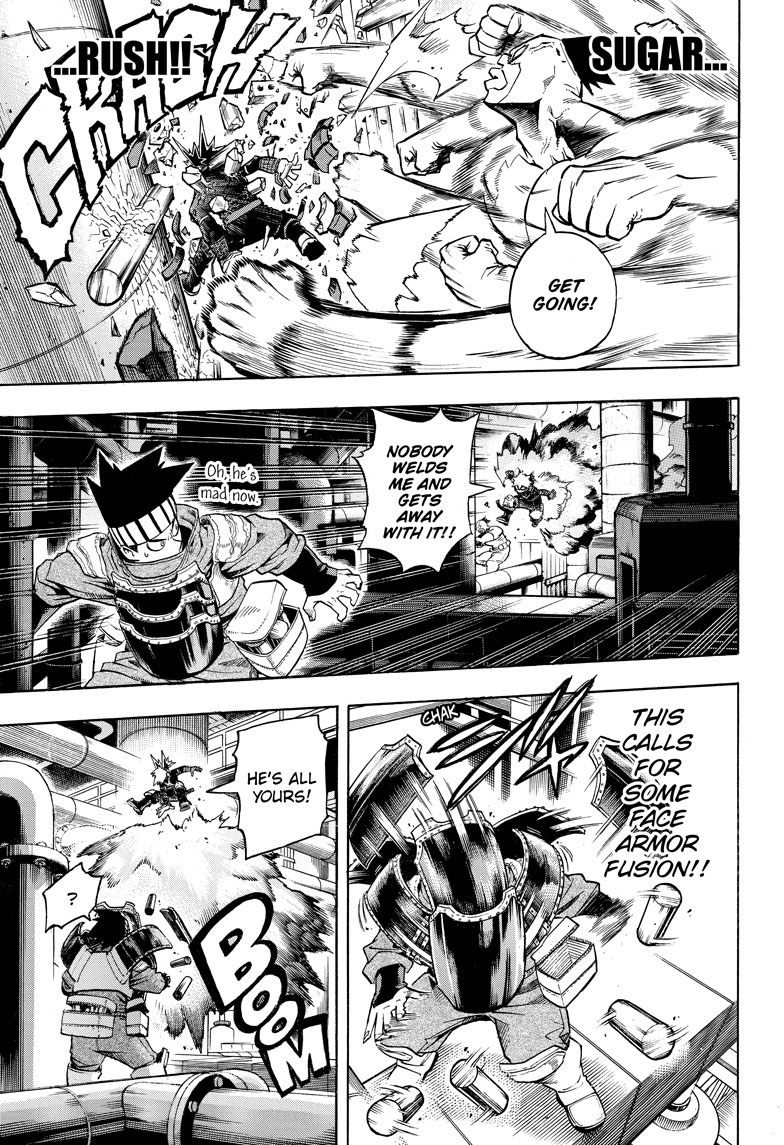 SUGAR...
...RUSH!!
CRAASH
GET
GOING!
NOBODY
WELDS
ME AND
GETS
AWAY
WITH IT!!
Oh, he's
mad now.
THIS
CALLS
FOR
SOME
FACE
ARMOR
FUSION!!
CHAK
HE'S ALL
YOURS!
?
BOOM